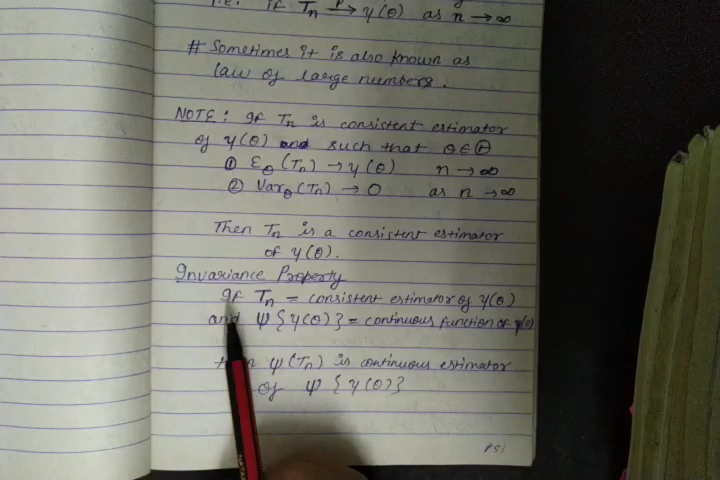 i.e. if Tn →P γ(θ) as n → ∞
# Sometimes it is also known as
law of large numbers.
NOTE: If Tn is consistent estimator
of γ(θ) and such that θ ∈ Ⓗ
① Eθ (Tn) → γ(θ) n → ∞
② Varθ (Tn) → 0 as n → ∞
Then Tn is a consistent estimator
of γ(θ).
Invariance Property
If Tn = consistent estimator of γ(θ)
and ψ{γ(θ)} = continuous function of γ(θ)
ψ(Tn) is continuous estimator
of ψ{γ(θ)}
PSI